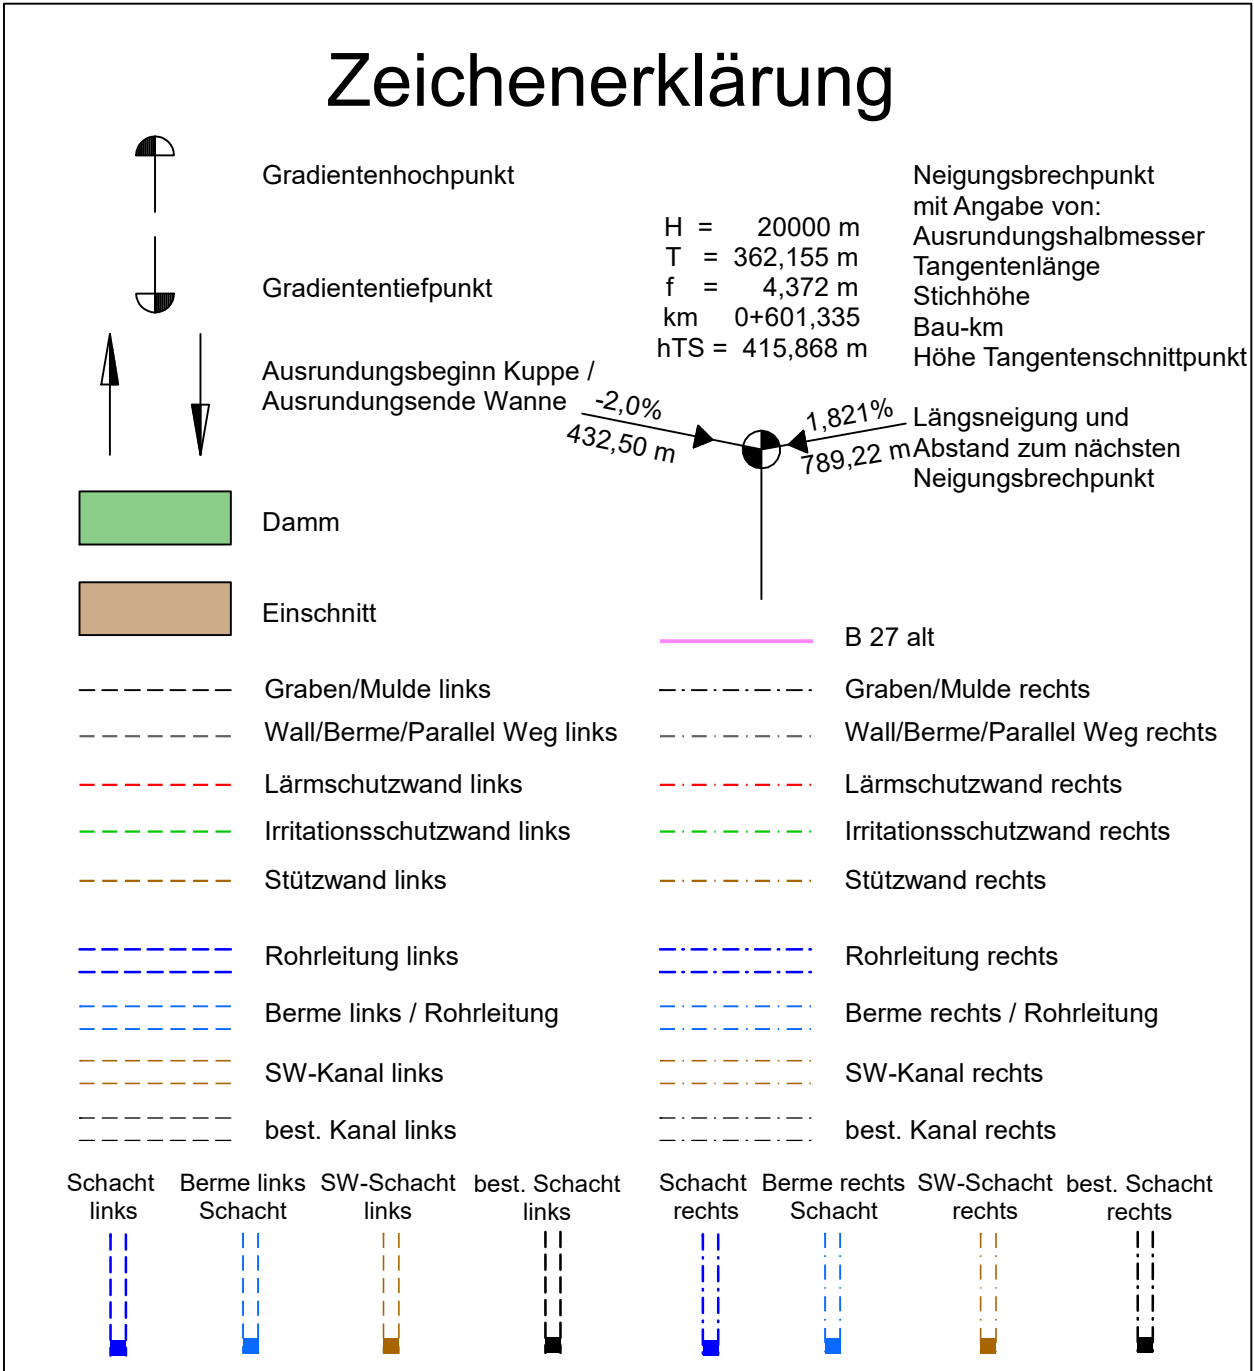 Zeichenerklärung
Gradientenhochpunkt
Gradiententiefpunkt
Ausrundungsbeginn Kuppe /
Ausrundungsende Wanne
Damm
Einschnitt
H = 20000 m
T = 362,155 m
f = 4,372 m
km 0+601,335
hTS = 415,868 m
Neigungsbrechpunkt
mit Angabe von:
Ausrundungshalbmesser
Tangentenlänge
Stichhöhe
Bau-km
Höhe Tangentenschnittpunkt
-2,0%
432,50 m
1,821%
789,22 m
Längsneigung und
Abstand zum nächsten
Neigungsbrechpunkt
B 27 alt
Graben/Mulde links
Graben/Mulde rechts
Wall/Berme/Parallel Weg links
Wall/Berme/Parallel Weg rechts
Lärmschutzwand links
Lärmschutzwand rechts
Irritationsschutzwand links
Irritationsschutzwand rechts
Stützwand links
Stützwand rechts
Rohrleitung links
Rohrleitung rechts
Berme links / Rohrleitung
Berme rechts / Rohrleitung
SW-Kanal links
SW-Kanal rechts
best. Kanal links
best. Kanal rechts
Schacht
links
Berme links
Schacht
SW-Schacht
links
best. Schacht
links
Schacht
rechts
Berme rechts
Schacht
SW-Schacht
rechts
best. Schacht
rechts